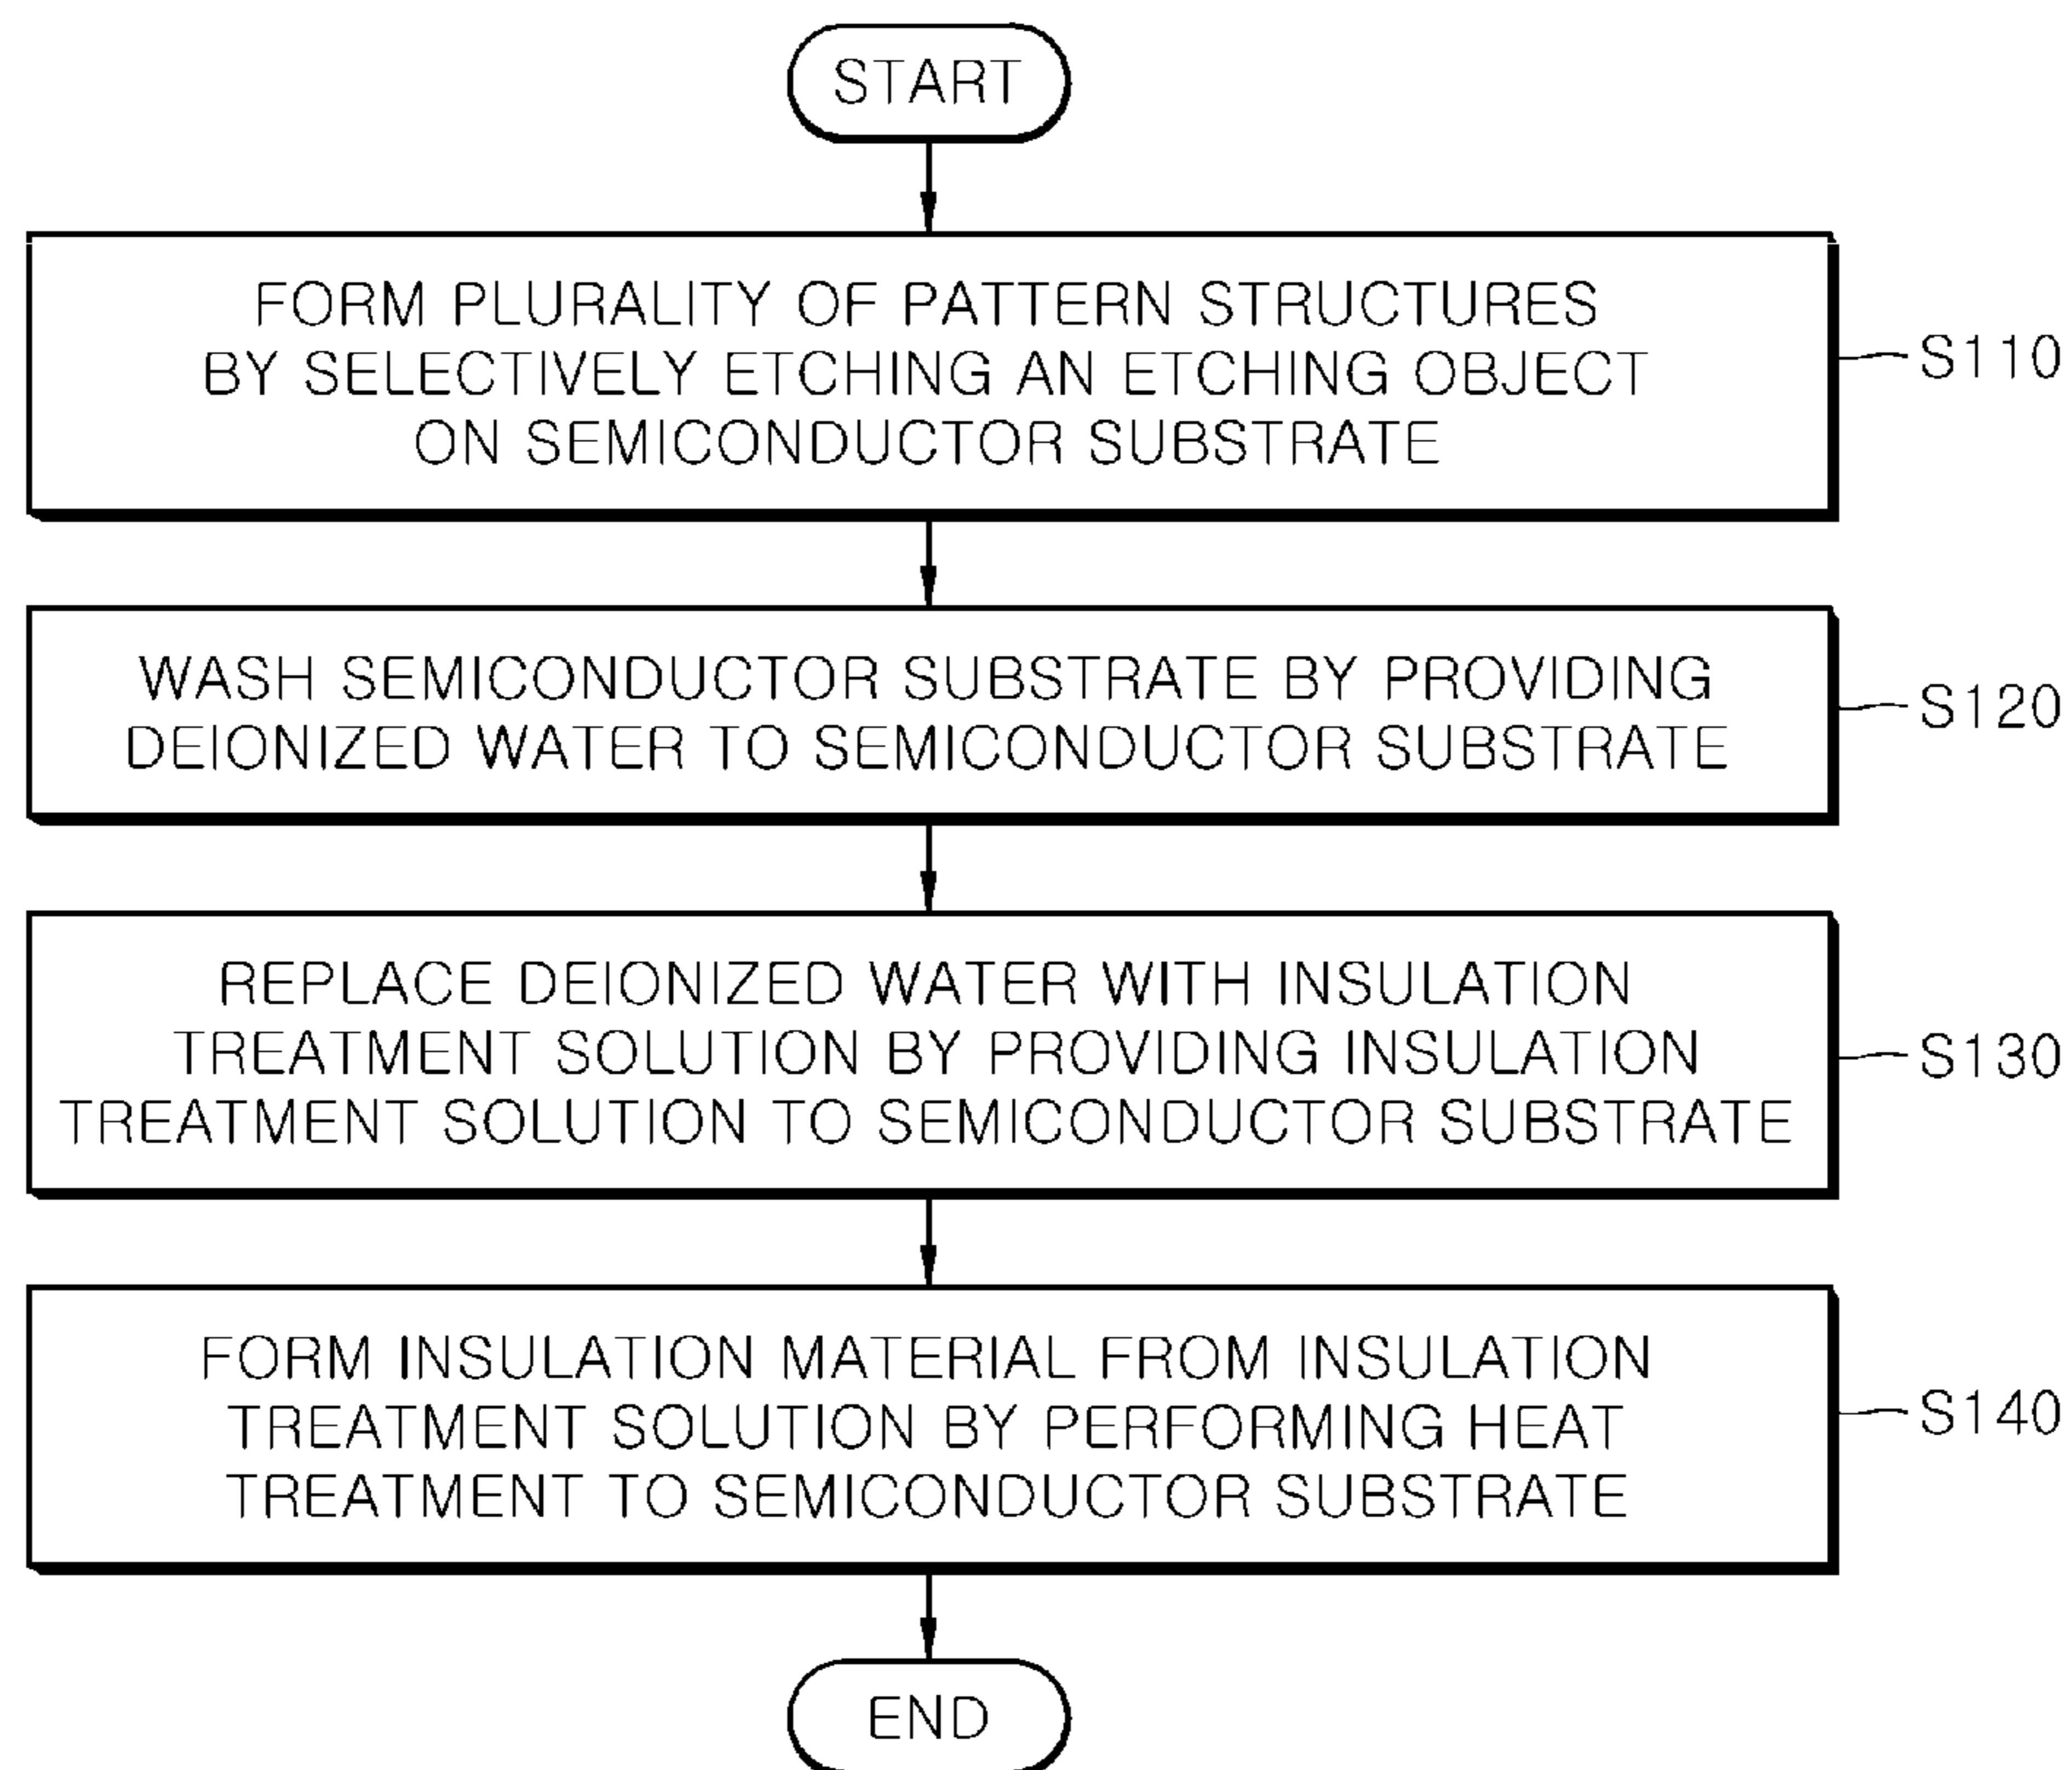 START
FORM PLURALITY OF PATTERN STRUCTURES
BY SELECTIVELY ETCHING AN ETCHING OBJECT
ON SEMICONDUCTOR SUBSTRATE
S110
WASH SEMICONDUCTOR SUBSTRATE BY PROVIDING
DEIONIZED WATER TO SEMICONDUCTOR SUBSTRATE
S120
REPLACE DEIONIZED WATER WITH INSULATION
TREATMENT SOLUTION BY PROVIDING INSULATION
TREATMENT SOLUTION TO SEMICONDUCTOR SUBSTRATE
S130
FORM INSULATION MATERIAL FROM INSULATION
TREATMENT SOLUTION BY PERFORMING HEAT
TREATMENT TO SEMICONDUCTOR SUBSTRATE
S140
END